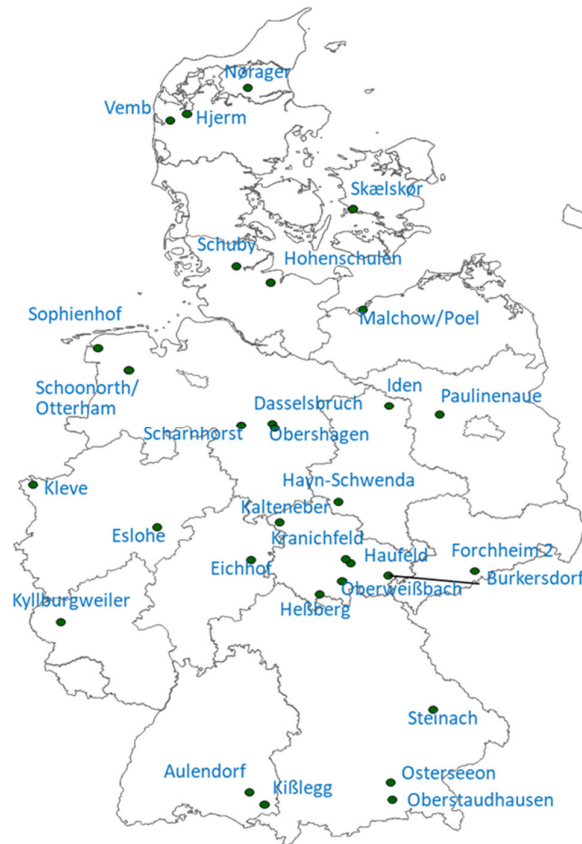 Nørager
Vemb
Hjerm
Skælskør
Schuby
Hohenschulen
Sophienhof
Malchow/Poel
Schoonorth/
Otterham
Iden
Paulinenaue
Dasselsbruch
Scharnhorst
Obershagen
Kleve
Hayn-Schwenda
Kalteneber
Eslohe
Kranichfeld
Haufeld
Forchheim 2
Eichhof
Burkersdorf
Oberweißbach
Kyllburgweiler
Heßberg
Steinach
Aulendorf
Osterseeon
Kißlegg
Oberstaudhausen